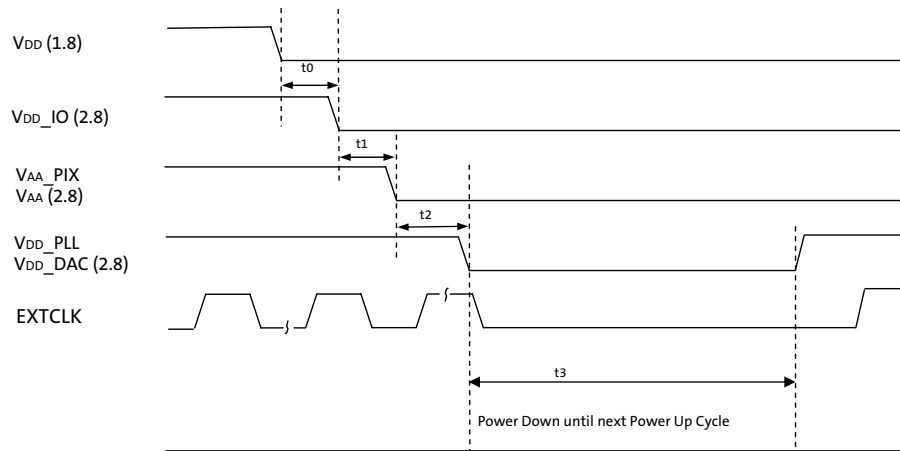 VDD (1.8)
t0
VDD_IO (2.8)
t1
VAA_PIX
VAA (2.8)
t2
VDD_PLL
VDD_DAC (2.8)
EXTCLK
t3
Power Down until next Power Up Cycle